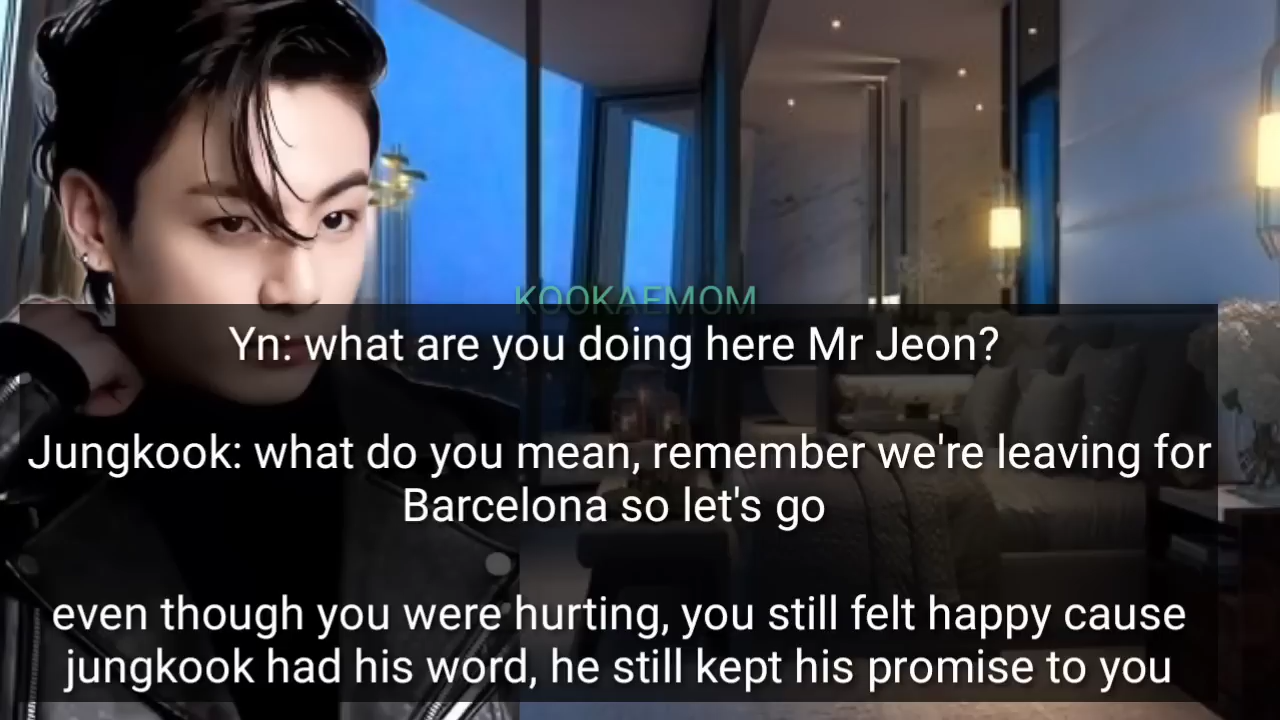 KOOKAEMOM
Yn: what are you doing here Mr Jeon?
Jungkook: what do you mean, remember we're leaving for
Barcelona so let's go
even though you were hurting, you still felt happy cause
jungkook had his word, he still kept his promise to you